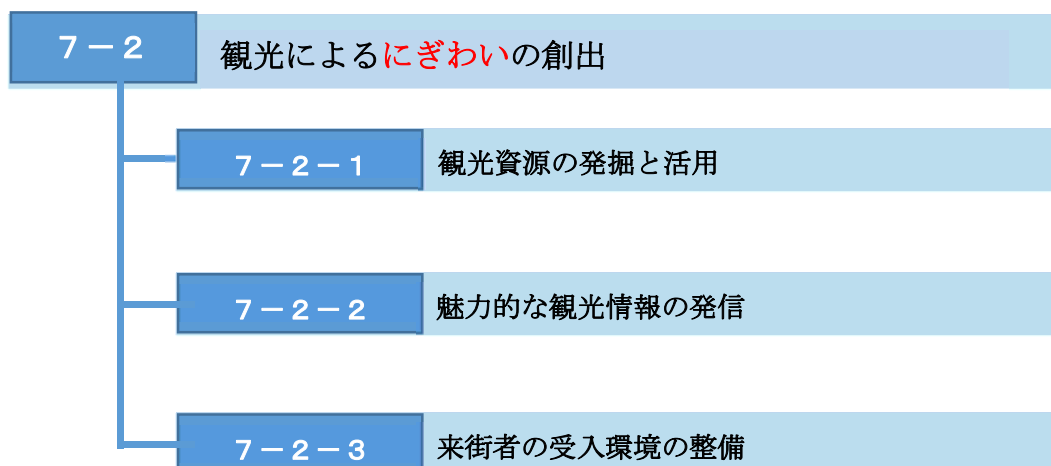 ７－２ 観光によるにぎわいの創出
７－２－１ 観光資源の発掘と活用
７－２－２ 魅力的な観光情報の発信
７－２－３ 来街者の受入環境の整備